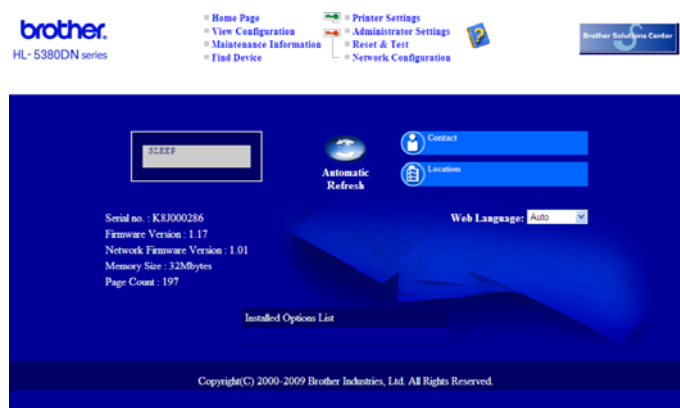 brother.
HL-5380DN series
Home Page
View Configuration
Maintenance Information
Find Device
Printer Settings
Administrator Settings
Reset & Test
Network Configuration
Brother Solutions Center
SLEEP
Automatic
Refresh
Contact
Location
Serial no. : K8J000286
Firmware Version : 1.17
Network Firmware Version : 1.01
Memory Size : 32Mbytes
Page Count : 197
Web Language: Auto
Installed Options List
Copyright(C) 2000-2009 Brother Industries, Ltd. All Rights Reserved.